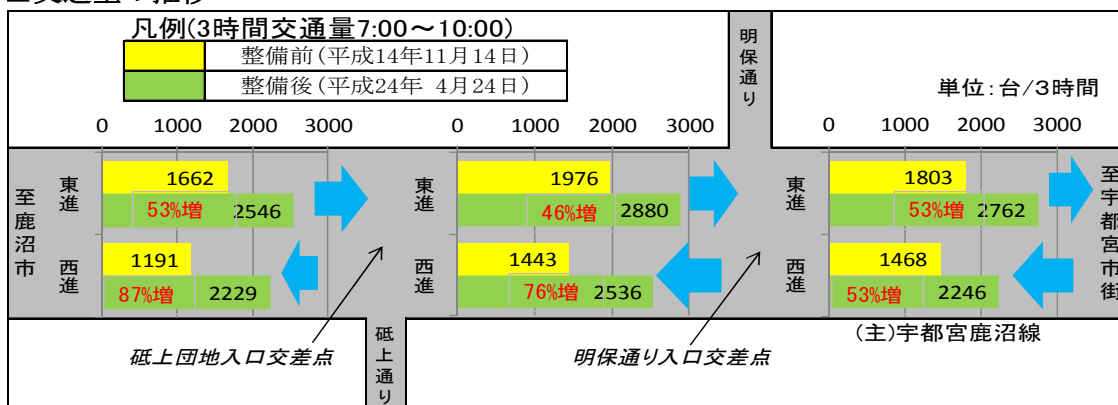 凡例(3時間交通量7:00～10:00)
整備前(平成14年11月14日)
整備後(平成24年 4月24日)
明保通り
単位:台/3時間
0 1000 2000 3000
0 1000 2000 3000
0 1000 2000 3000
至鹿沼市
東進
1662
53%増 2546
西進
1191
87%増 2229
東進
1976
46%増 2880
西進
1443
76%増 2536
東進
1803
53%増 2762
西進
1468
53%増 2246
至宇都宮市街
砥上団地入口交差点
砥上通り
明保通り入口交差点
(主)宇都宮鹿沼線